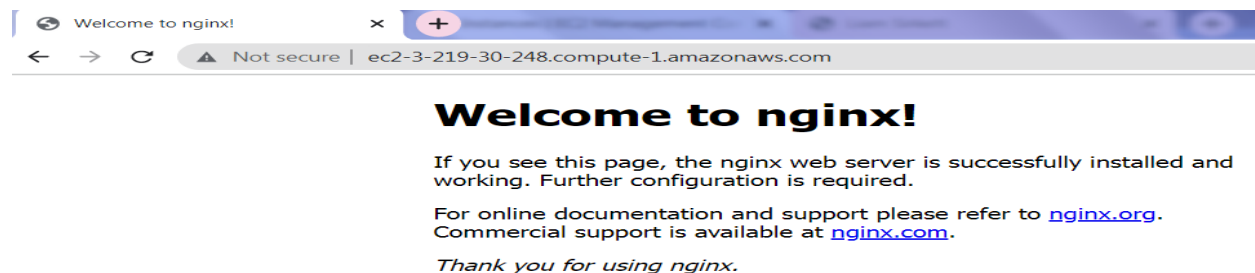 Welcome to nginx!
Not secure | ec2-3-219-30-248.compute-1.amazonaws.com
Welcome to nginx!
If you see this page, the nginx web server is successfully installed and
working. Further configuration is required.
For online documentation and support please refer to nginx.org.
Commercial support is available at nginx.com.
Thank you for using nginx.